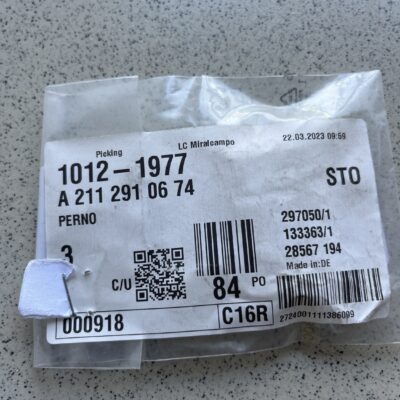 Picking
LC Miralcampo
22.03.2023 09:59
1012-1977
A 211 291 06 74
STO
PERNO
297050/1
133363/1
28567 194
Made in:DE
3
C/U
84 PO
000918
C16R
2724001111386099